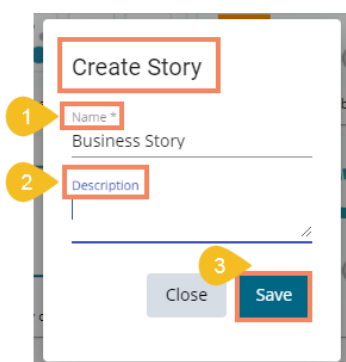 Create Story
1
Name *
Business Story
2
Description
3
Close
Save